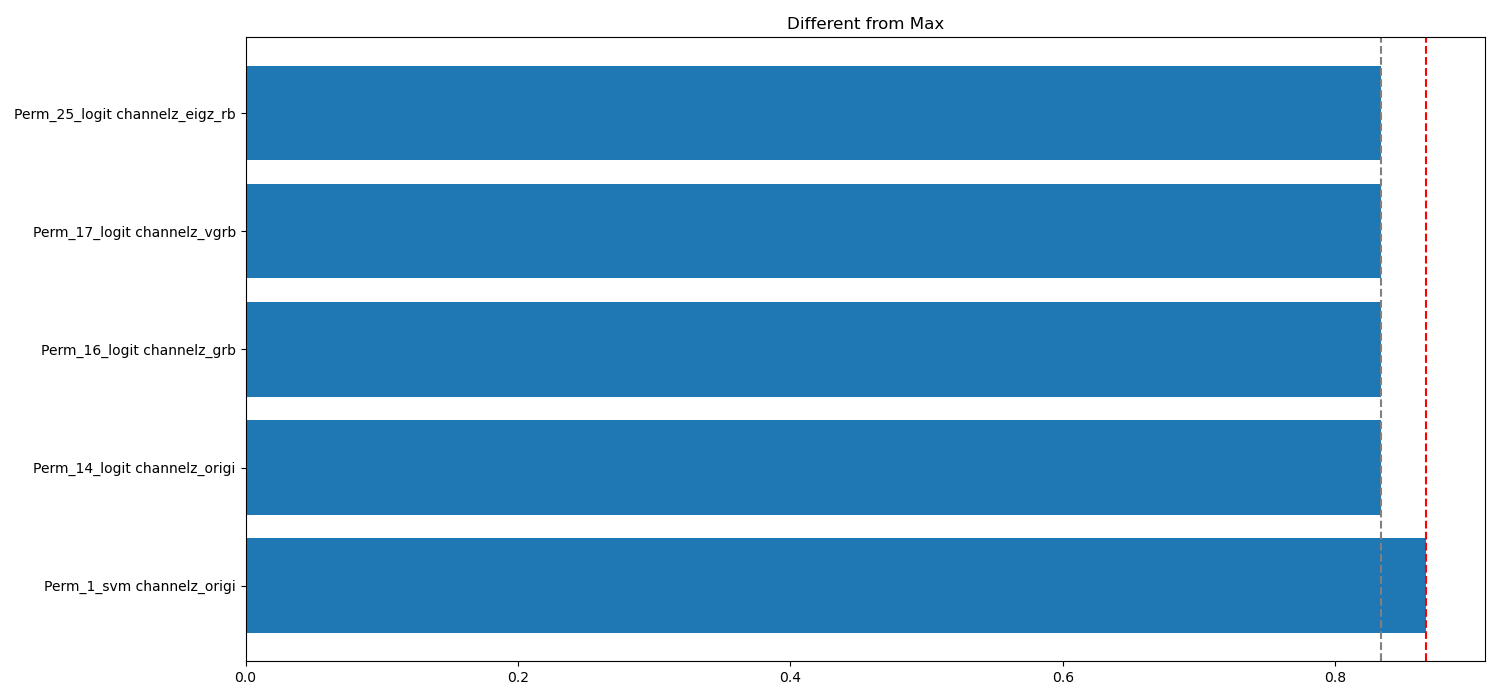 Different from Max
Perm_25_logit channelz_eigz_rb
Perm_17_logit channelz_vgrb
Perm_16_logit channelz_grb
Perm_14_logit channelz_origi
Perm_1_svm channelz_origi
0.0 0.2 0.4 0.6 0.8